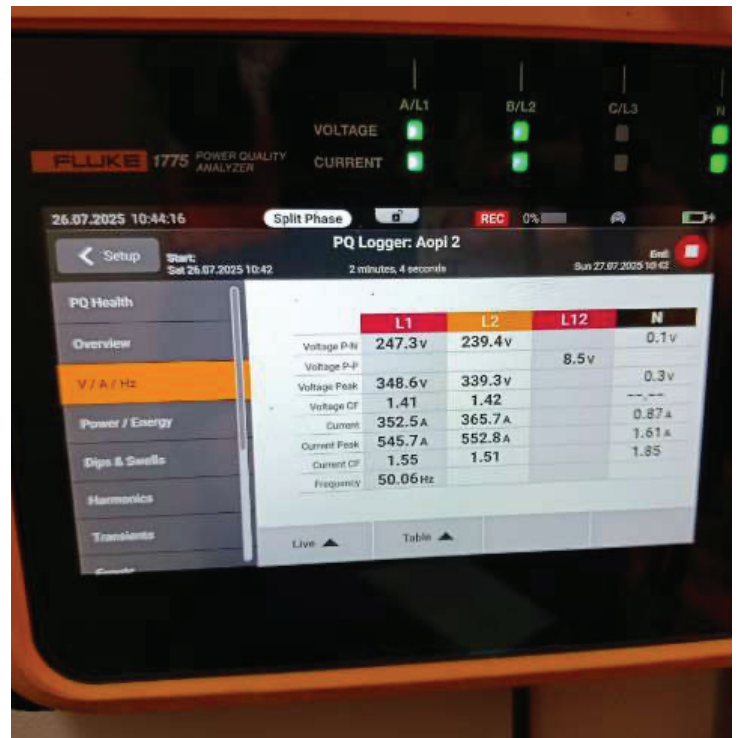 A/L1 B/L2 C/L3 N
VOLTAGE
FLUKE 1775 POWER QUALITY ANALYZER CURRENT
26.07.2025 10:44:16 Split Phase REC 0%
Setup PQ Logger: Aopi 2
Start: End:
Sat 26.07.2025 10:42 2 minutes, 4 seconds Sun 27.07.2025 10:42
PQ Health
Overview
V / A / Hz
Power / Energy
Dips & Swells
Harmonics
Transients
Events
L1 L2 L12 N
Voltage P-N 247.3 v 239.4 v 0.1 v
Voltage P-P 8.5 v
Voltage Peak 348.6 v 339.3 v 0.3 v
Voltage CF 1.41 1.42 --,--
Current 352.5 A 365.7 A 0.87 A
Current Peak 545.7 A 552.8 A 1.61 A
Current CF 1.55 1.51 1.85
Frequency 50.06 Hz
Live Table